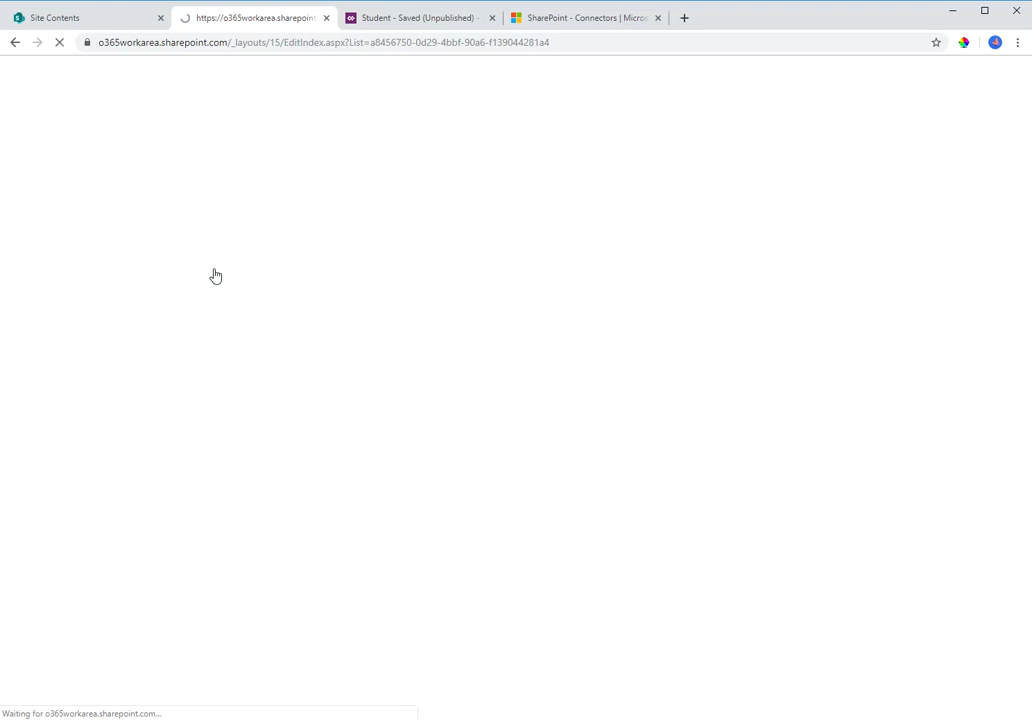 Site Contents
https://o365workarea.sharepoint
Student - Saved (Unpublished) -
SharePoint - Connectors | Micros
o365workarea.sharepoint.com/_layouts/15/EditIndex.aspx?List=a8456750-0d29-4bbf-90a6-f139044281a4
Waiting for o365workarea.sharepoint.com...